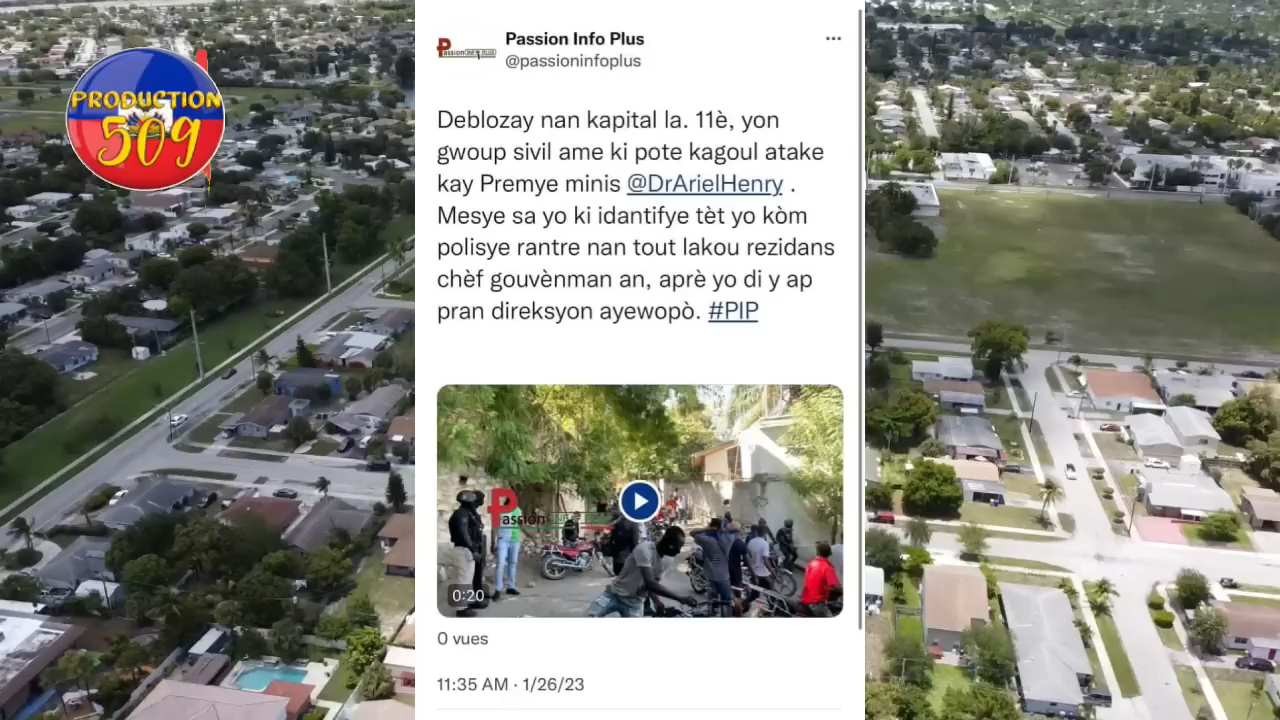 PRODUCTION
509
Passion Info Plus
@passioninfoplus
Passion INFO PLUS
Deblozay nan kapital la. 11è, yon
gwoup sivil ame ki pote kagoul atake
kay Premye minis @DrArielHenry .
Mesye sa yo ki idantifye tèt yo kòm
polisye rantre nan tout lakou rezidans
chèf gouvènman an, aprè yo di y ap
pran direksyon ayewopò. #PIP
Passion
0:20
0 vues
11:35 AM · 1/26/23